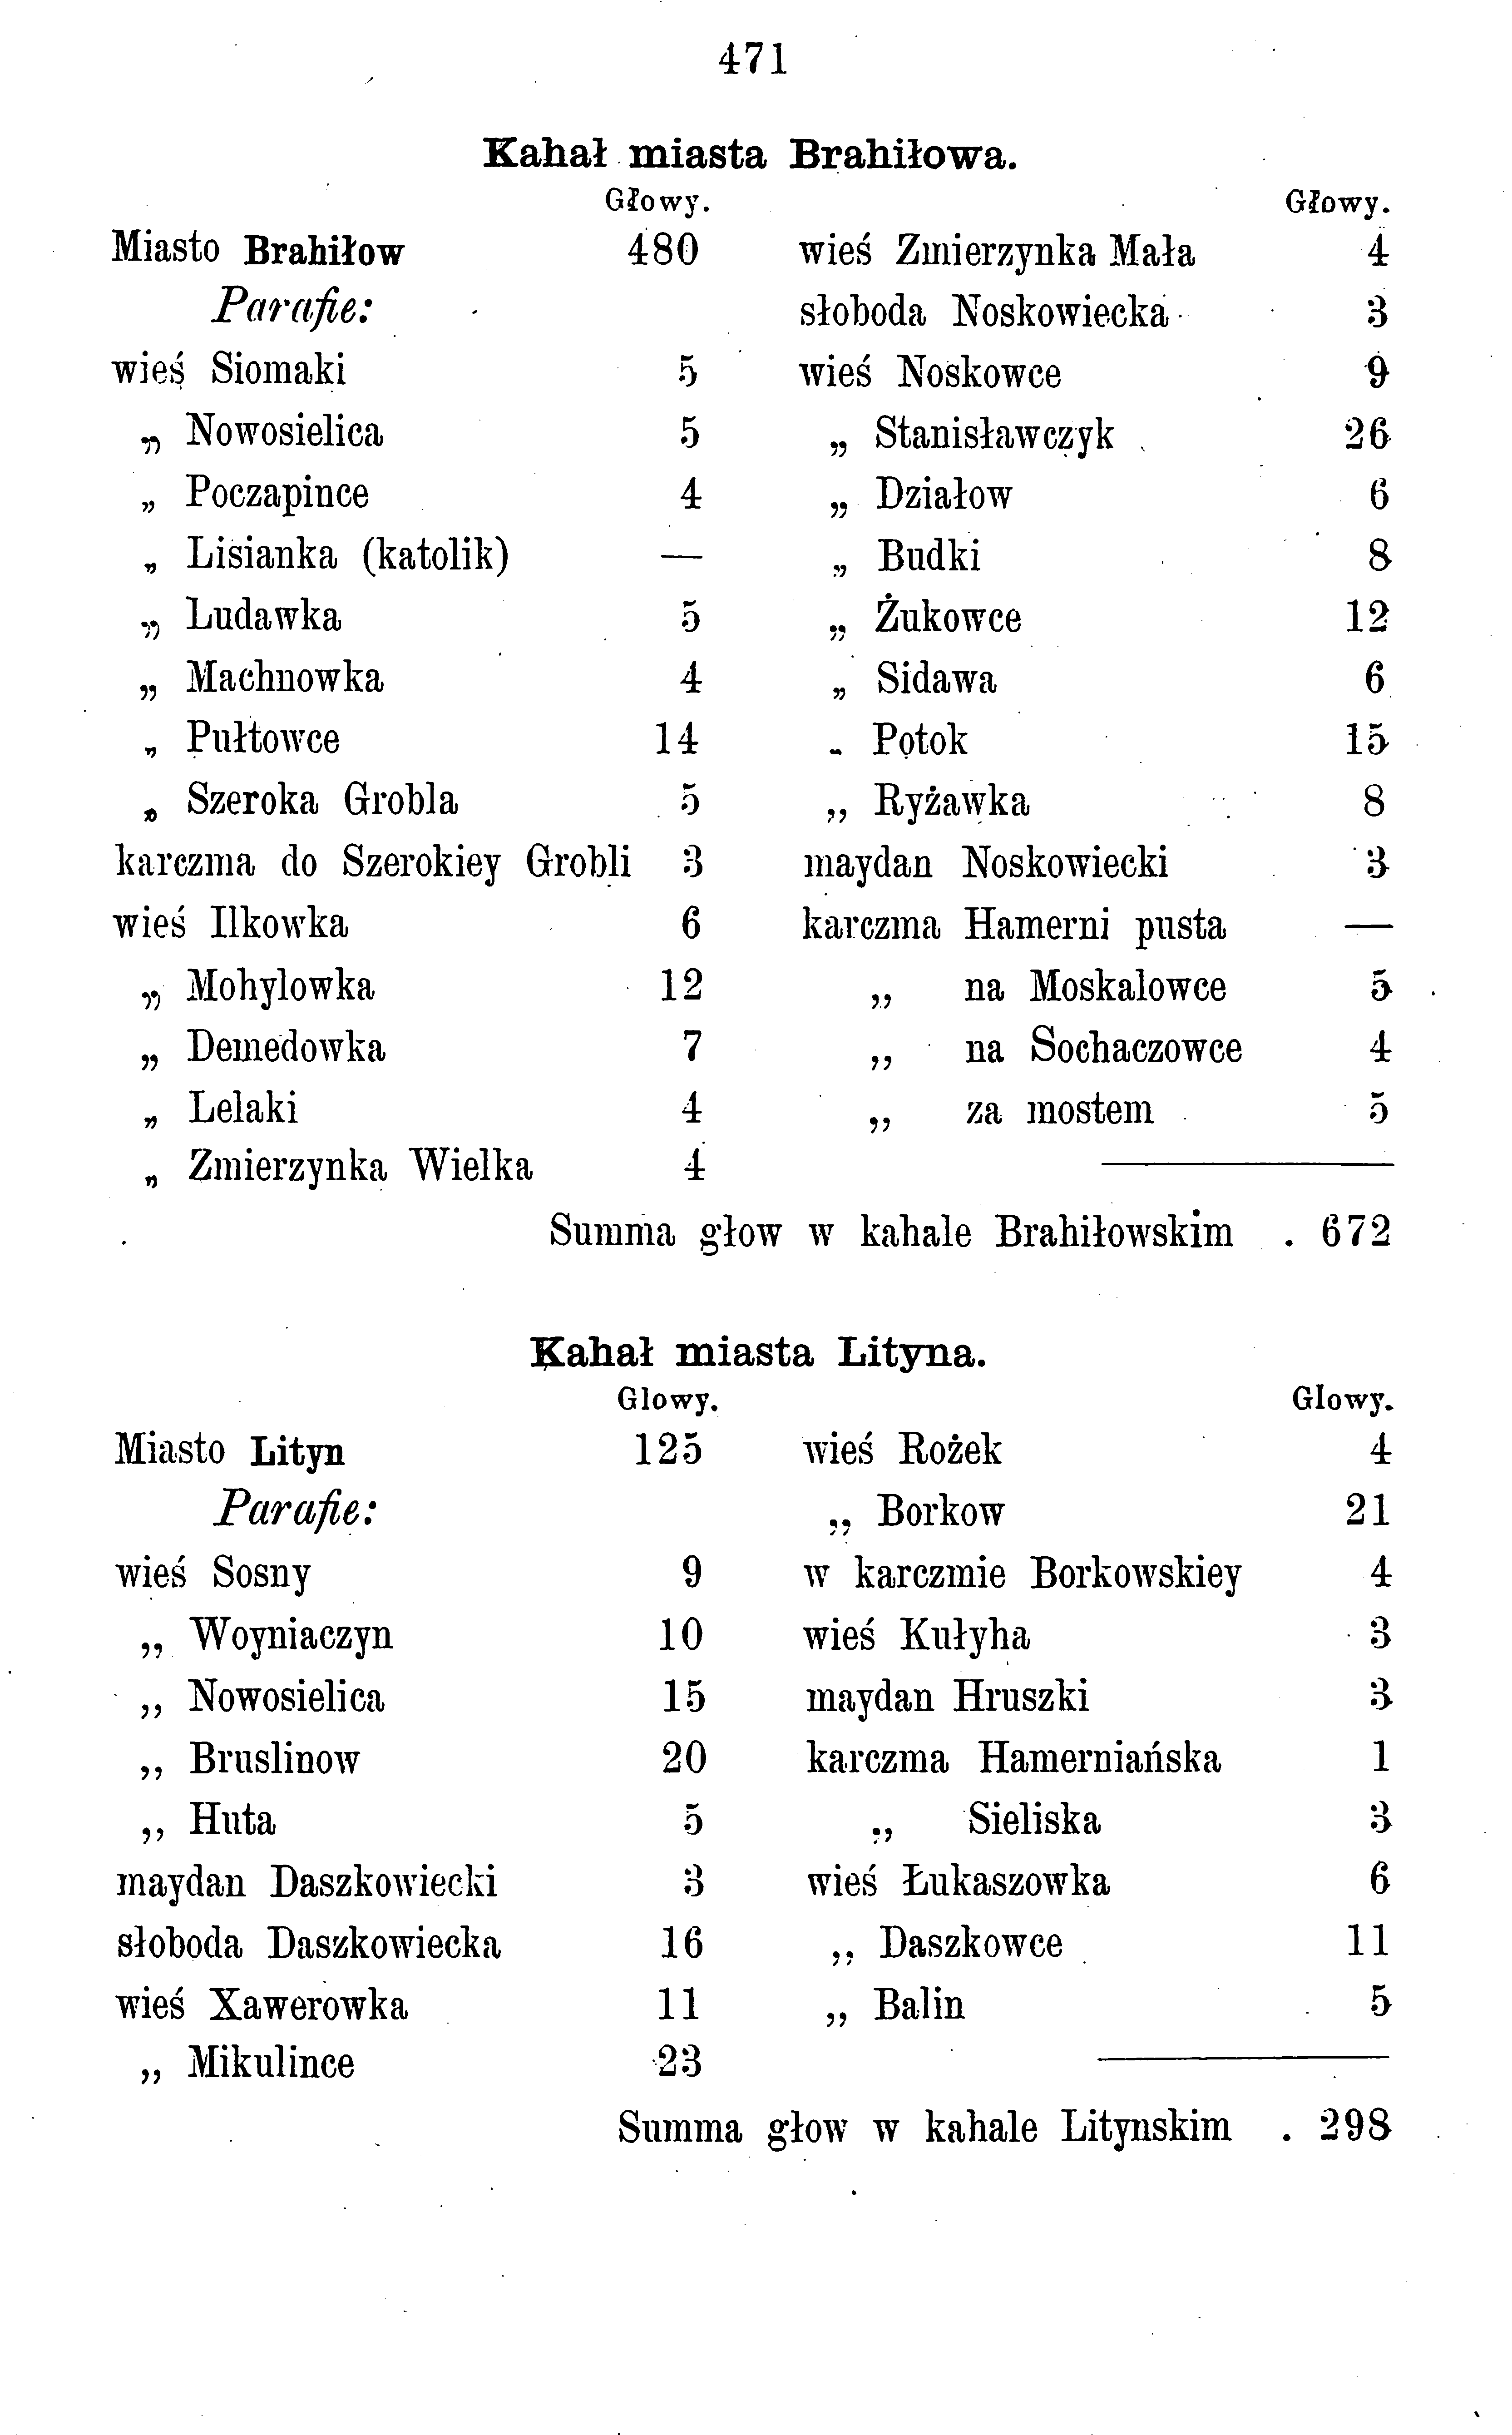 471
Kahał miasta Brahiłowa.
Głowy.
Miasto Brahiłow 480
Parafie:
wieś Siomaki 5
„ Nowosielica 5
„ Poczapince 4
„ Lisianka (katolik) —
„ Ludawka 5
„ Machnowka 4
„ Pułtowce 14
„ Szeroka Grobla 5
karczma do Szerokiey Grobli 3
wieś Ilkowka 6
„ Mohylowka 12
„ Demedowka 7
„ Lelaki 4
„ Zmierzynka Wielka 4
Głowy.
wieś Zmierzynka Mała 4
słoboda Noskowiecka 3
wieś Noskowce 9
„ Stanisławczyk 26
„ Działow 6
„ Budki 8
„ Żukowce 12
„ Sidawa 6
„ Potok 15
,, Ryżawka 8
maydan Noskowiecki 3
karczma Hamerni pusta —
,, na Moskalowce 5
,, na Sochaczowce 4
,, za mostem 5
Summa głow w kahale Brahiłowskim . 672
Kahał miasta Lityna.
Glowy.
Miasto Lityn 125
Parafie:
wieś Sosny 9
,, Woyniaczyn 10
,, Nowosielica 15
,, Bruslinow 20
,, Huta 5
maydan Daszkowiecki 3
słoboda Daszkowiecka 16
wieś Xawerowka 11
,, Mikulince 23
Glowy.
wieś Rożek 4
,, Borkow 21
w karczmie Borkowskiey 4
wieś Kułyha 3
maydan Hruszki 3
karczma Hamerniańska 1
,, Sieliska 3
wieś Łukaszowka 6
,, Daszkowce 11
,, Balin 5
Summa głow w kahale Litynskim . 298